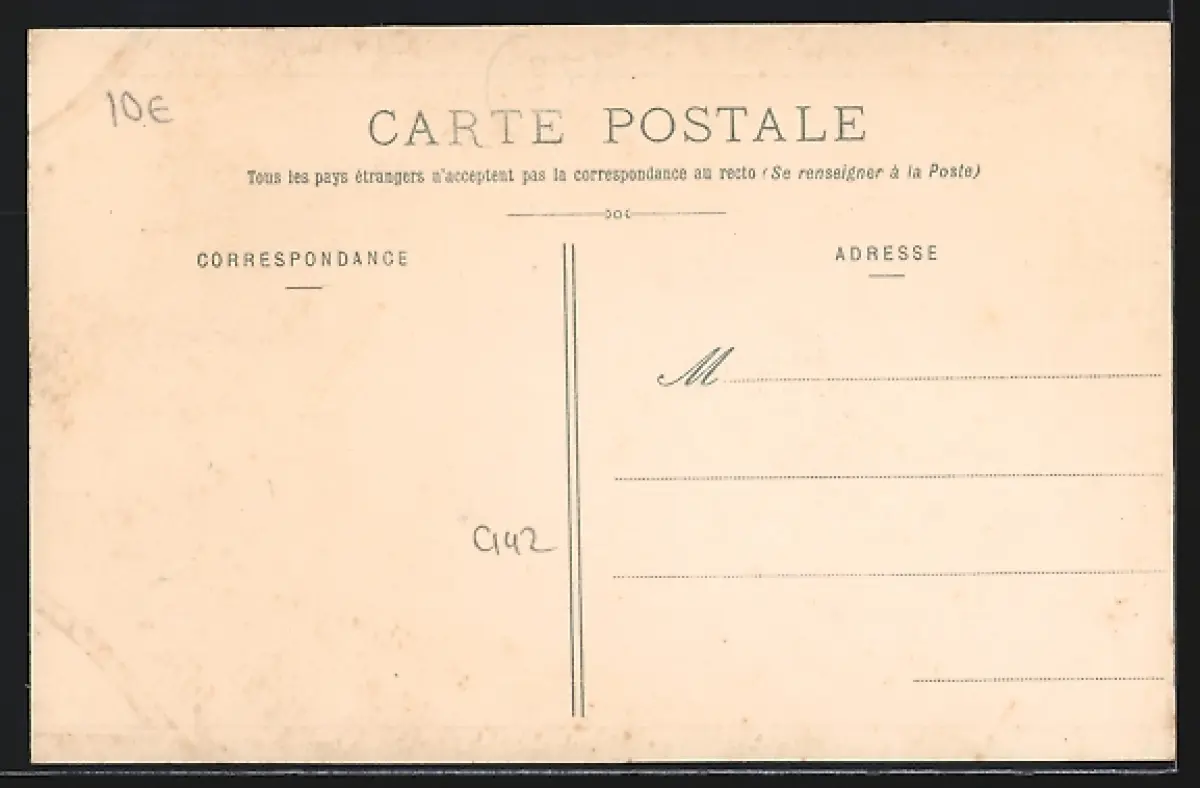 10€
CARTE POSTALE
Tous les pays étrangers n'acceptent pas la correspondance au recto (Se renseigner à la Poste)
CORRESPONDANCE
ADRESSE
M
C142